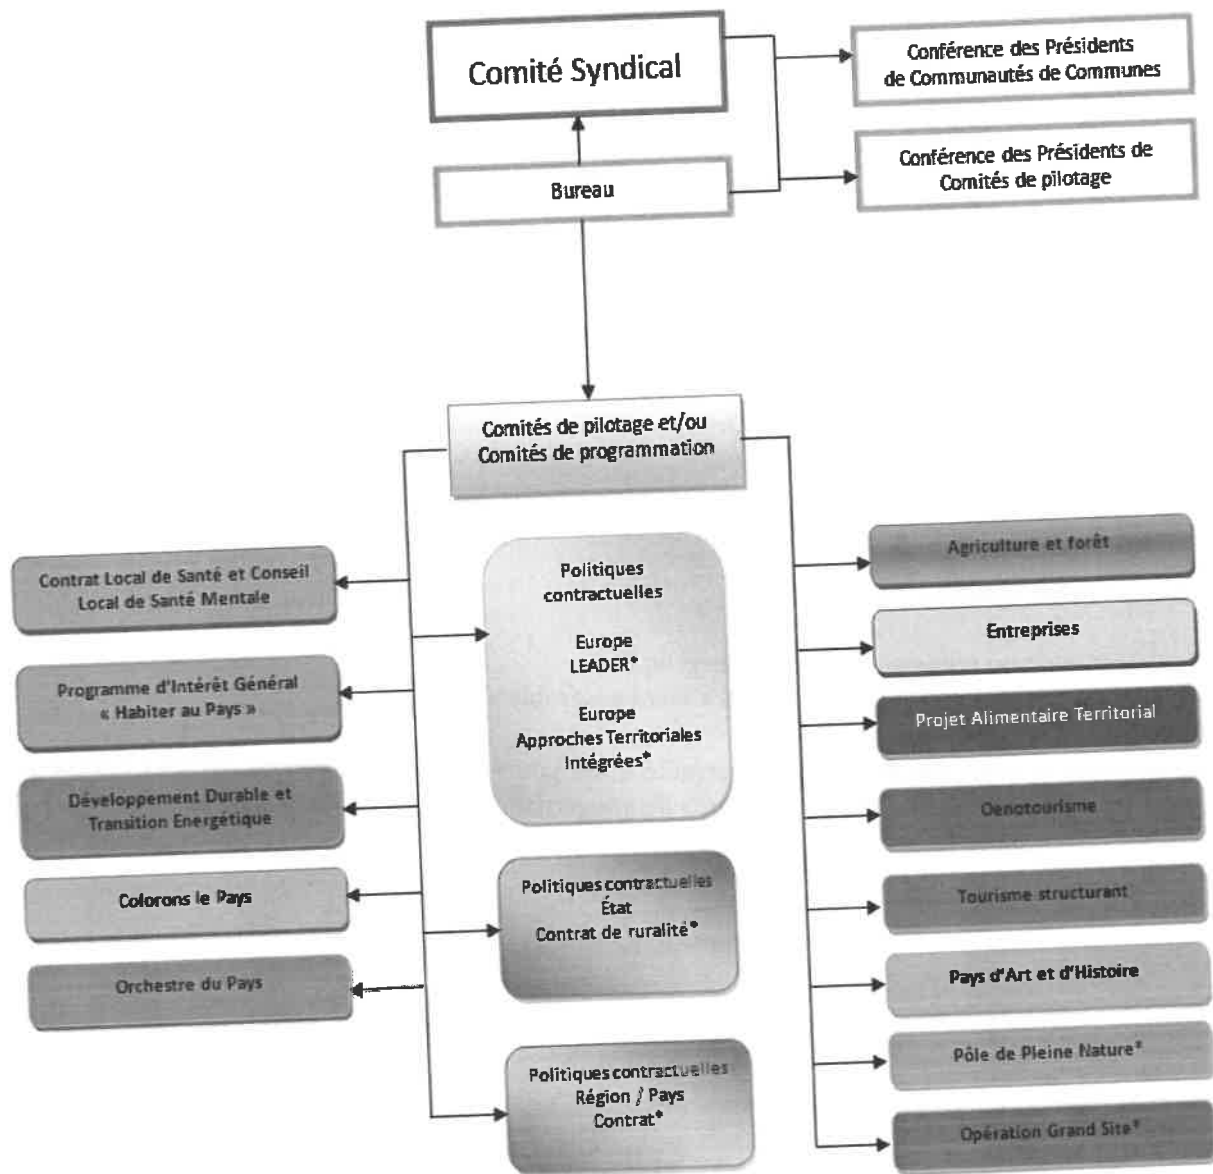 Comité Syndical
Conférence des Présidents
de Communautés de Communes
Conférence des Présidents de
Comités de pilotage
Bureau
Comités de pilotage et/ou
Comités de programmation
Contrat Local de Santé et Conseil
Local de Santé Mentale
Programme d'Intérêt Général
« Habiter au Pays »
Développement Durable et
Transition Energétique
Colorons le Pays
Orchestre du Pays
Politiques
contractuelles
Europe
LEADER*
Europe
Approches Territoriales
Intégrées*
Politiques contractuelles
État
Contrat de ruralité*
Politiques contractuelles
Région / Pays
Contrat*
Agriculture et forêt
Entreprises
Projet Alimentaire Territorial
Oenotourisme
Tourisme structurant
Pays d'Art et d'Histoire
Pôle de Pleine Nature*
Opération Grand Site*